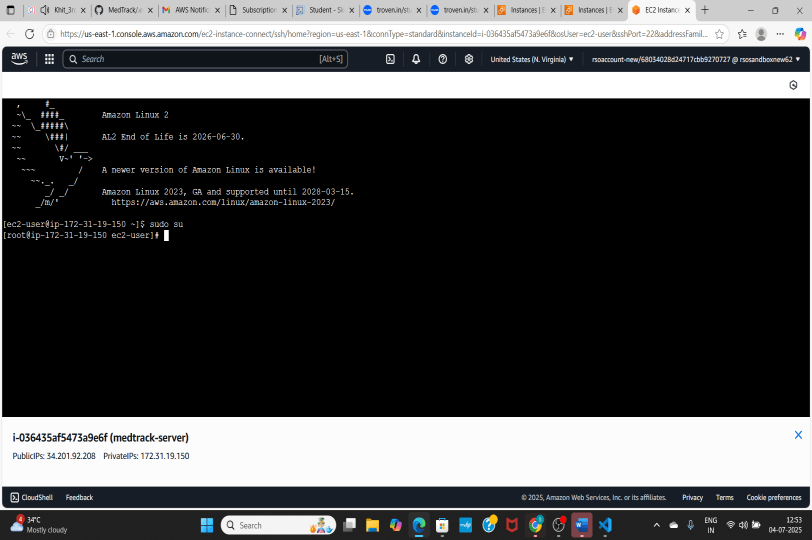 Khit_3n
MedTrack/.e
AWS Notific
Subscription
Student - Sk
troven.in/stu
troven.in/stu
Instances | E
Instances | E
EC2 Instanc
https://us-east-1.console.aws.amazon.com/ec2-instance-connect/ssh/home?region=us-east-1&connType=standard&instanceId=i-036435af5473a9e6f&osUser=ec2-user&sshPort=22&addressFamil...
aws
Search [Alt+S]
United States (N. Virginia)
rsoaccount-new/68034028d24717cbb9270727 @ rsosandboxnew62
,     #_
~\_  ####_        Amazon Linux 2
~~  \_#####\
~~     \###|       AL2 End of Life is 2026-06-30.
~~       \#/ ___
~~       V~' '->
~~~         /    A newer version of Amazon Linux is available!
~~._.   _/
_/ _/       Amazon Linux 2023, GA and supported until 2028-03-15.
_/m/'           https://aws.amazon.com/linux/amazon-linux-2023/
[ec2-user@ip-172-31-19-150 ~]$ sudo su
[root@ip-172-31-19-150 ec2-user]#
i-036435af5473a9e6f (medtrack-server)
PublicIPs: 34.201.92.208 PrivateIPs: 172.31.19.150
CloudShell Feedback
© 2025, Amazon Web Services, Inc. or its affiliates. Privacy Terms Cookie preferences
4
34°C
Mostly cloudy
Search
ENG
IN
12:53
04-07-2025